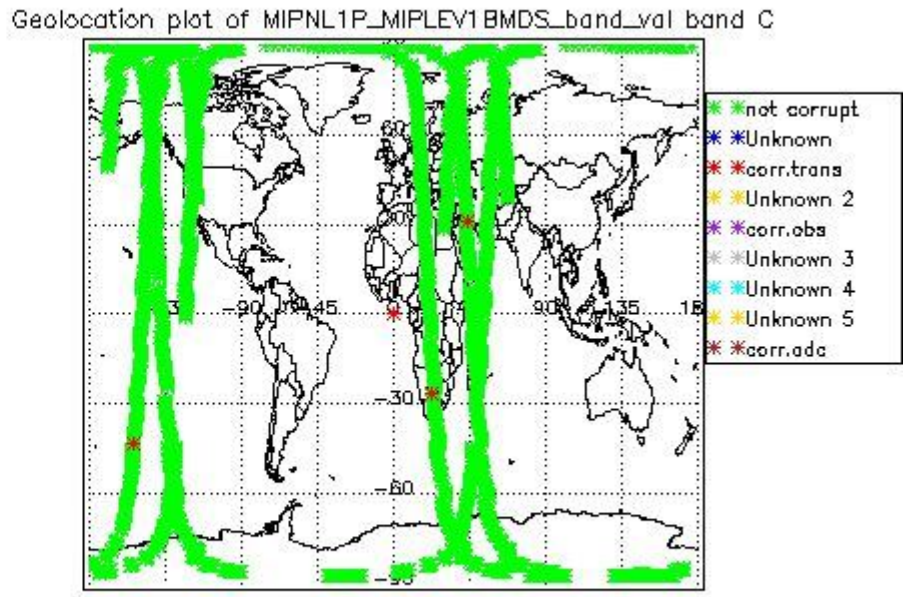 Geolocation plot of MIPNL1P_MIPLEV1BMDS_band_val band C
not corrupt
Unknown
corr.trans
Unknown 2
corr.obs
Unknown 3
Unknown 4
Unknown 5
corr.adc
60
-90
-45
90
135
-30
-60